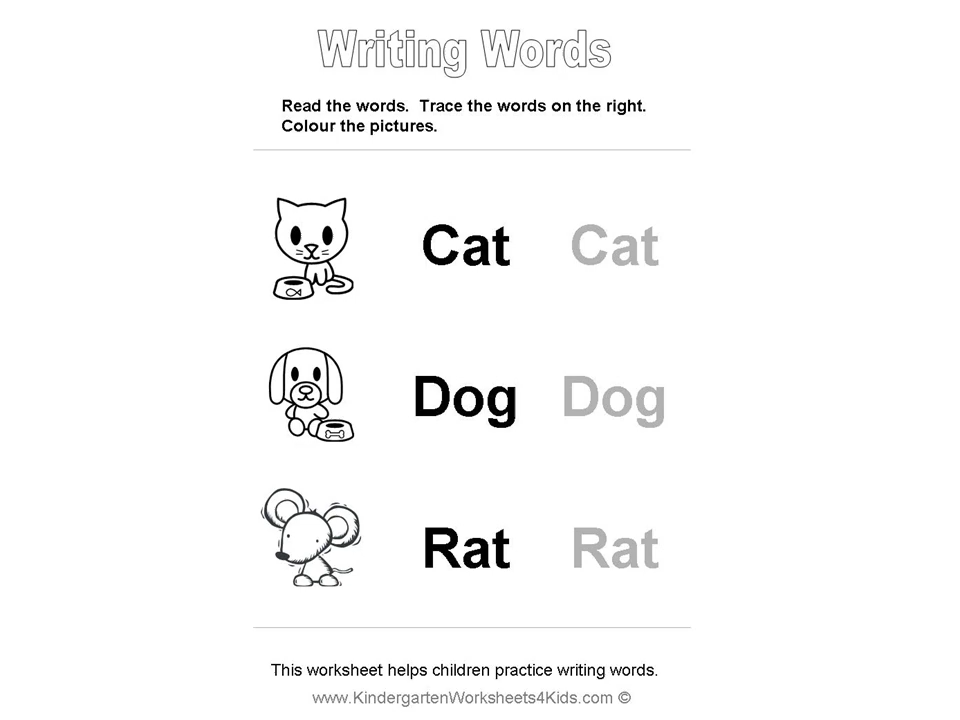 Writing Words
Read the words.  Trace the words on the right.
Colour the pictures.
Cat Cat
Dog Dog
Rat Rat
This worksheet helps children practice writing words.
www.KindergartenWorksheets4Kids.com ©